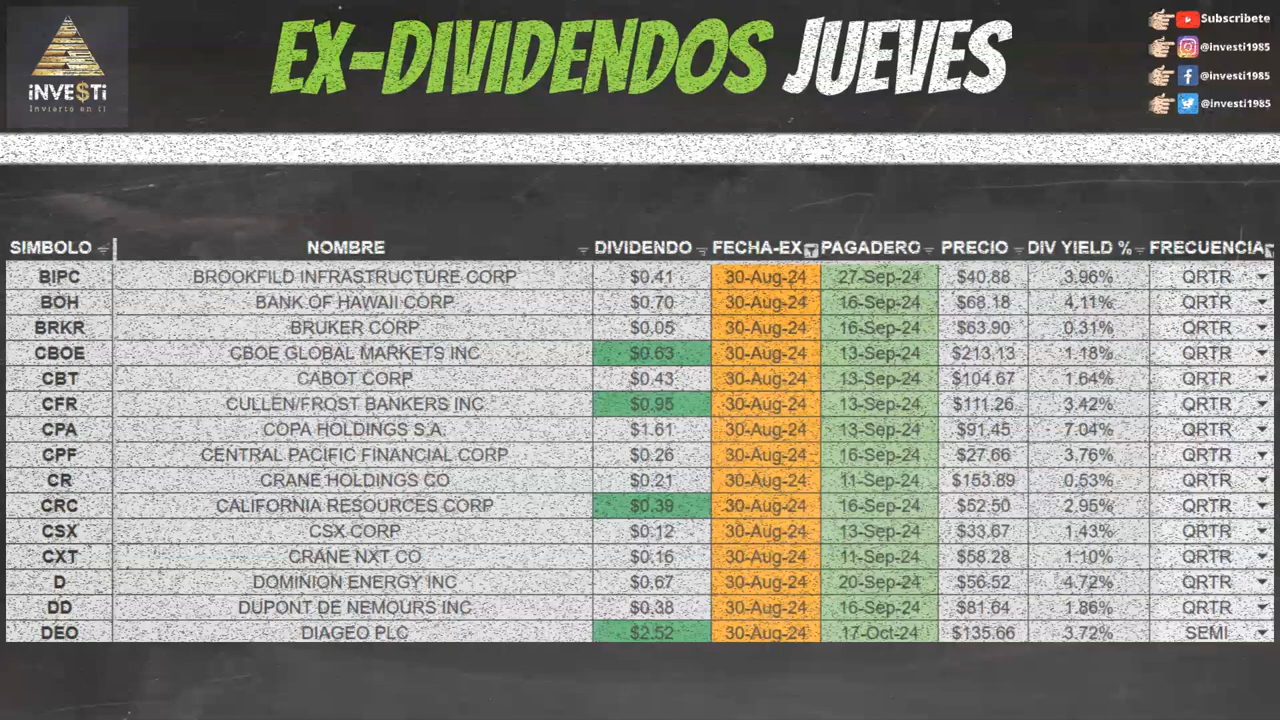 EX-DIVIDENDOS JUEVES
INVE$Ti
Invierto en ti
Subscribete
@investi1985
@investi1985
@investi1985
SIMBOLO NOMBRE DIVIDENDO FECHA-EX PAGADERO PRECIO DIV YIELD % FRECUENCIA
BIPC BROOKFILD INFRASTRUCTURE CORP $0.41 30-Aug-24 27-Sep-24 $40.88 3.96% QRTR
BOH BANK OF HAWAII CORP $0.70 30-Aug-24 16-Sep-24 $68.18 4.11% QRTR
BRKR BRUKER CORP $0.05 30-Aug-24 16-Sep-24 $63.90 0.31% QRTR
CBOE CBOE GLOBAL MARKETS INC $0.63 30-Aug-24 13-Sep-24 $213.13 1.18% QRTR
CBT CABOT CORP $0.43 30-Aug-24 13-Sep-24 $104.67 1.64% QRTR
CFR CULLEN/FROST BANKERS INC $0.95 30-Aug-24 13-Sep-24 $111.26 3.42% QRTR
CPA COPA HOLDINGS S.A. $1.61 30-Aug-24 13-Sep-24 $91.45 7.04% QRTR
CPF CENTRAL PACIFIC FINANCIAL CORP $0.26 30-Aug-24 16-Sep-24 $27.66 3.76% QRTR
CR CRANE HOLDINGS CO $0.21 30-Aug-24 11-Sep-24 $153.89 0.53% QRTR
CRC CALIFORNIA RESOURCES CORP $0.39 30-Aug-24 16-Sep-24 $52.50 2.95% QRTR
CSX CSX CORP $0.12 30-Aug-24 13-Sep-24 $33.67 1.43% QRTR
CXT CRANE NXT CO $0.16 30-Aug-24 11-Sep-24 $58.28 1.10% QRTR
D DOMINION ENERGY INC $0.67 30-Aug-24 20-Sep-24 $56.52 4.72% QRTR
DD DUPONT DE NEMOURS INC $0.38 30-Aug-24 16-Sep-24 $81.64 1.86% QRTR
DEO DIAGEO PLC $2.52 30-Aug-24 17-Oct-24 $135.66 3.72% SEMI